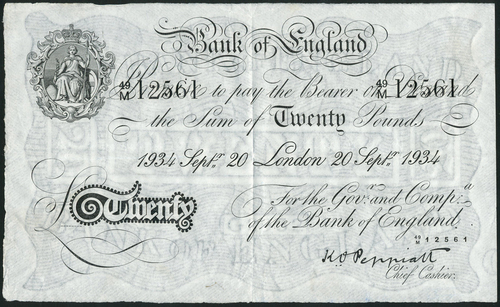 Bank of England
49/M 12561 49/M 12561
Promise to pay the Bearer on Demand
the Sum of Twenty Pounds
1934 Septr. 20 London 20 Septr. 1934
For the Govr. and Compa.
of the Bank of England.
£ Twenty
49/M 12561
K O Peppiatt
Chief Cashier.